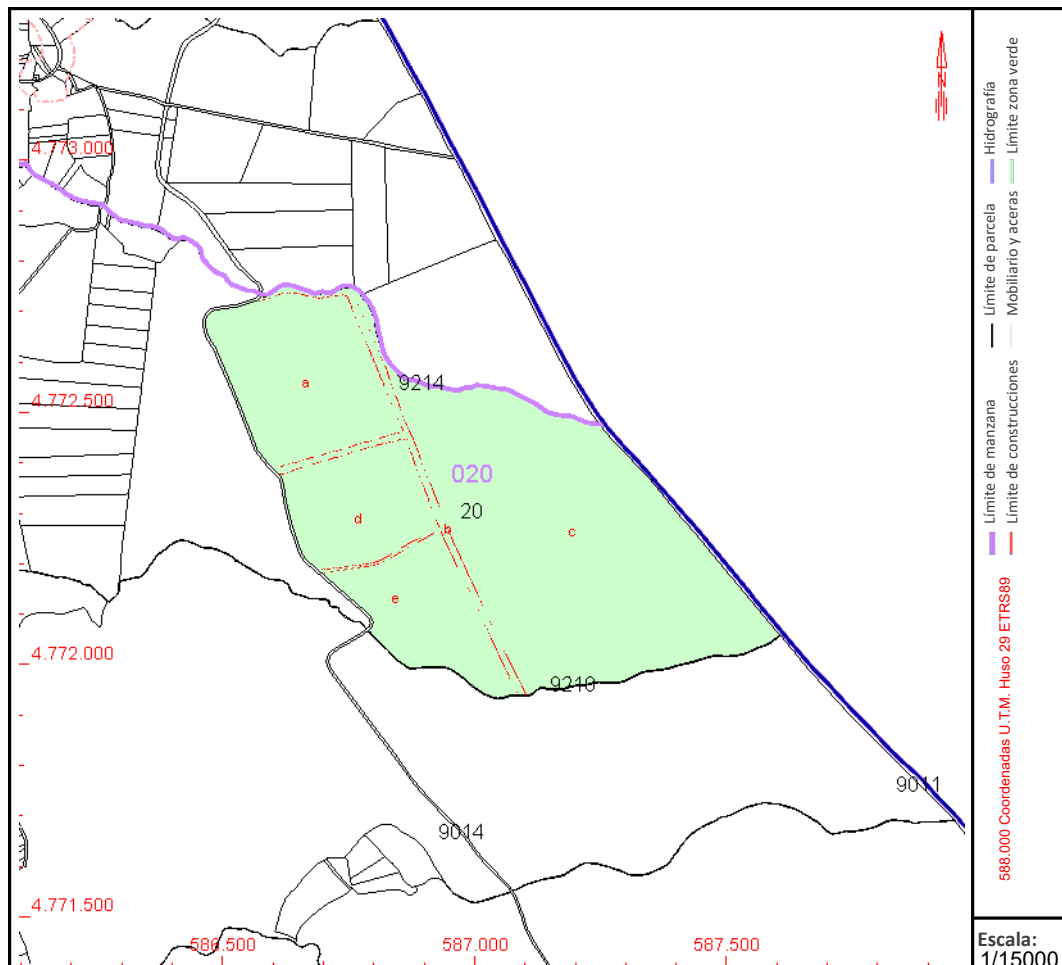 4.773.000
4.772.500
4.772.000
4.771.500
586.500
587.000
587.500
a
9214
020
20
d
b
c
e
9210
9011
9014
N
Hidrografía
Límite zona verde
Límite de parcela
Mobiliario y aceras
Límite de manzana
Límite de construcciones
588.000 Coordenadas U.T.M. Huso 29 ETRS89
Escala:
1/15000